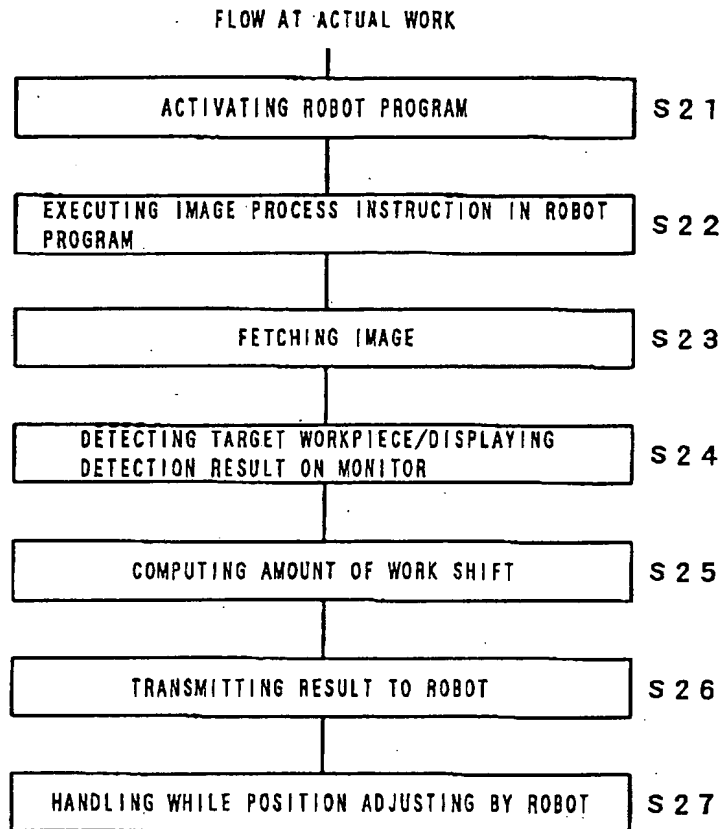 FLOW AT ACTUAL WORK
ACTIVATING ROBOT PROGRAM
S21
EXECUTING IMAGE PROCESS INSTRUCTION IN ROBOT
PROGRAM
S22
FETCHING IMAGE
S23
DETECTING TARGET WORKPIECE/DISPLAYING
DETECTION RESULT ON MONITOR
S24
COMPUTING AMOUNT OF WORK SHIFT
S25
TRANSMITTING RESULT TO ROBOT
S26
HANDLING WHILE POSITION ADJUSTING BY ROBOT
S27